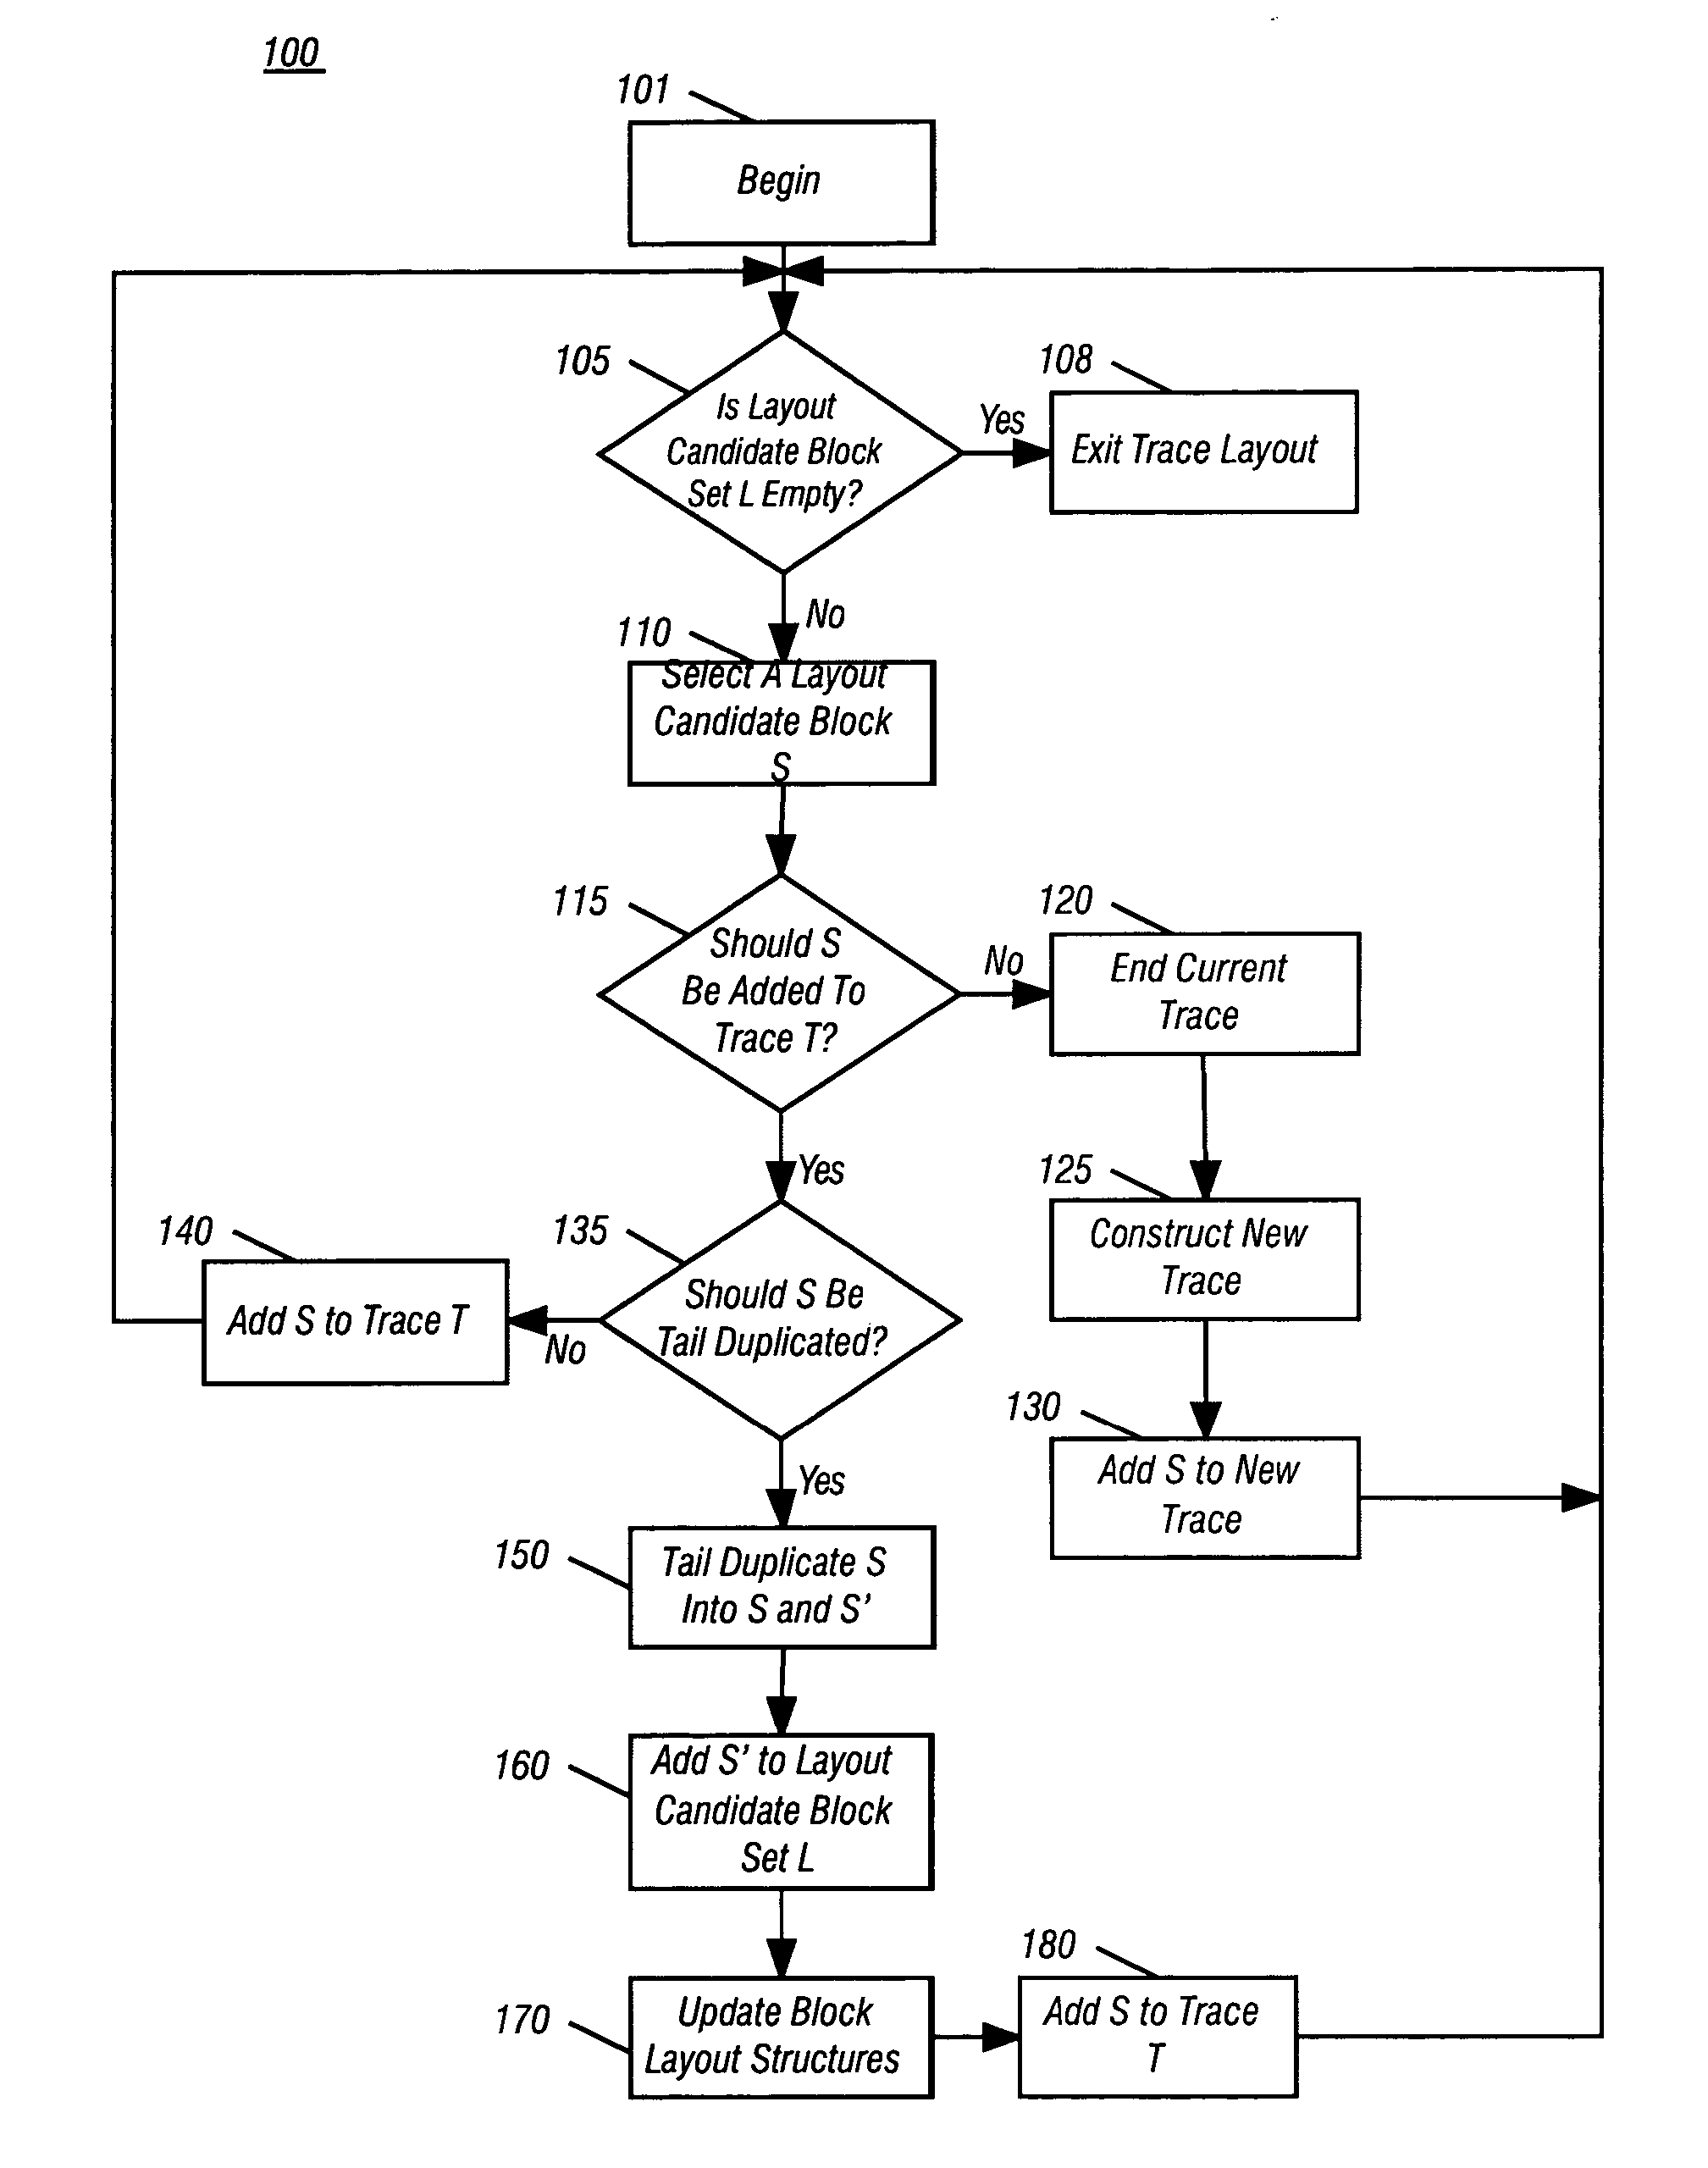 100
101
Begin
105
Is Layout
Candidate Block
Set L Empty?
Yes
108
Exit Trace Layout
No
110
Select A Layout
Candidate Block
S
115
Should S
Be Added To
Trace T?
No
120
End Current
Trace
Yes
125
Construct New
Trace
135
Should S Be
Tail Duplicated?
No
140
Add S to Trace T
130
Add S to New
Trace
Yes
150
Tail Duplicate S
Into S and S'
160
Add S' to Layout
Candidate Block
Set L
170
Update Block
Layout Structures
180
Add S to Trace
T